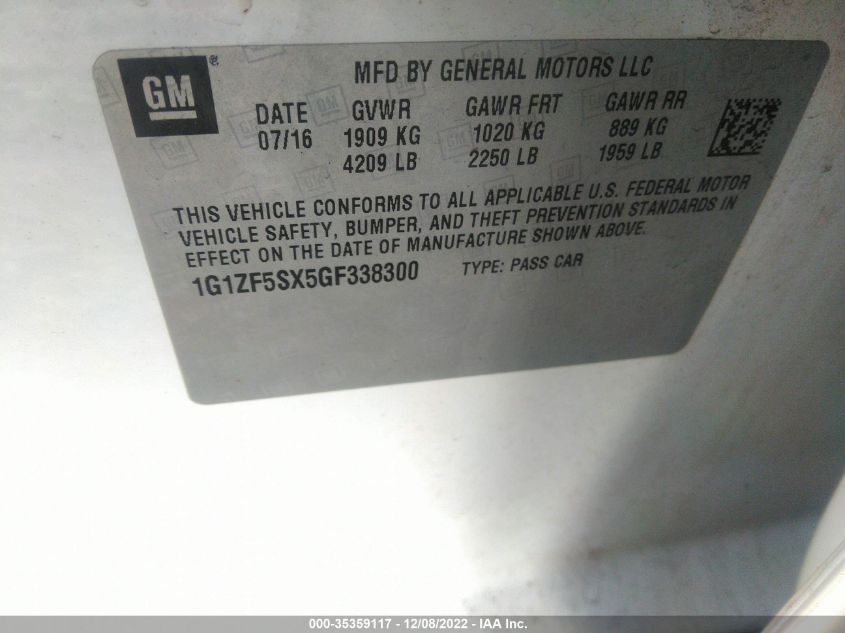 GM ®
MFD BY GENERAL MOTORS LLC
DATE GVWR GAWR FRT GAWR RR
07/16 1909 KG 1020 KG 889 KG
4209 LB 2250 LB 1959 LB
THIS VEHICLE CONFORMS TO ALL APPLICABLE U.S. FEDERAL MOTOR
VEHICLE SAFETY, BUMPER, AND THEFT PREVENTION STANDARDS IN
EFFECT ON THE DATE OF MANUFACTURE SHOWN ABOVE.
1G1ZF5SX5GF338300 TYPE: PASS CAR
000-35359117 - 12/08/2022 - IAA Inc.